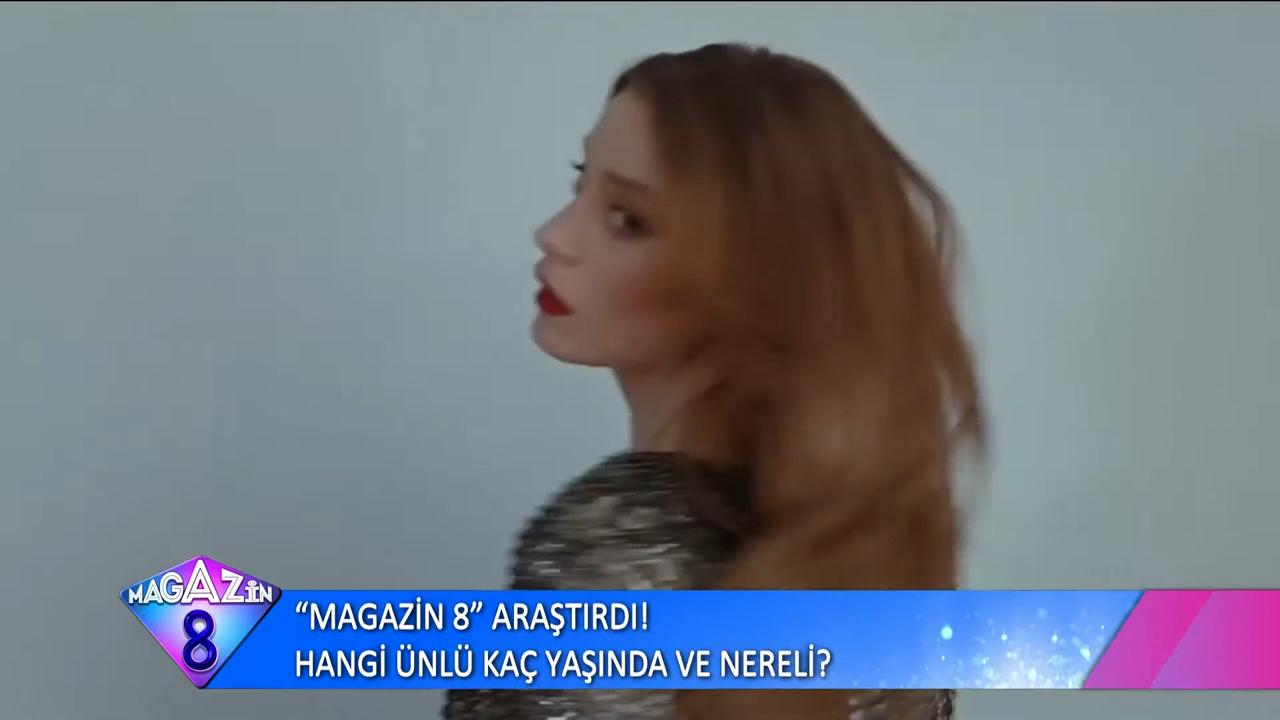 MAGAZİN
8
“MAGAZİN 8” ARAŞTIRDI!
HANGİ ÜNLÜ KAÇ YAŞINDA VE NERELİ?